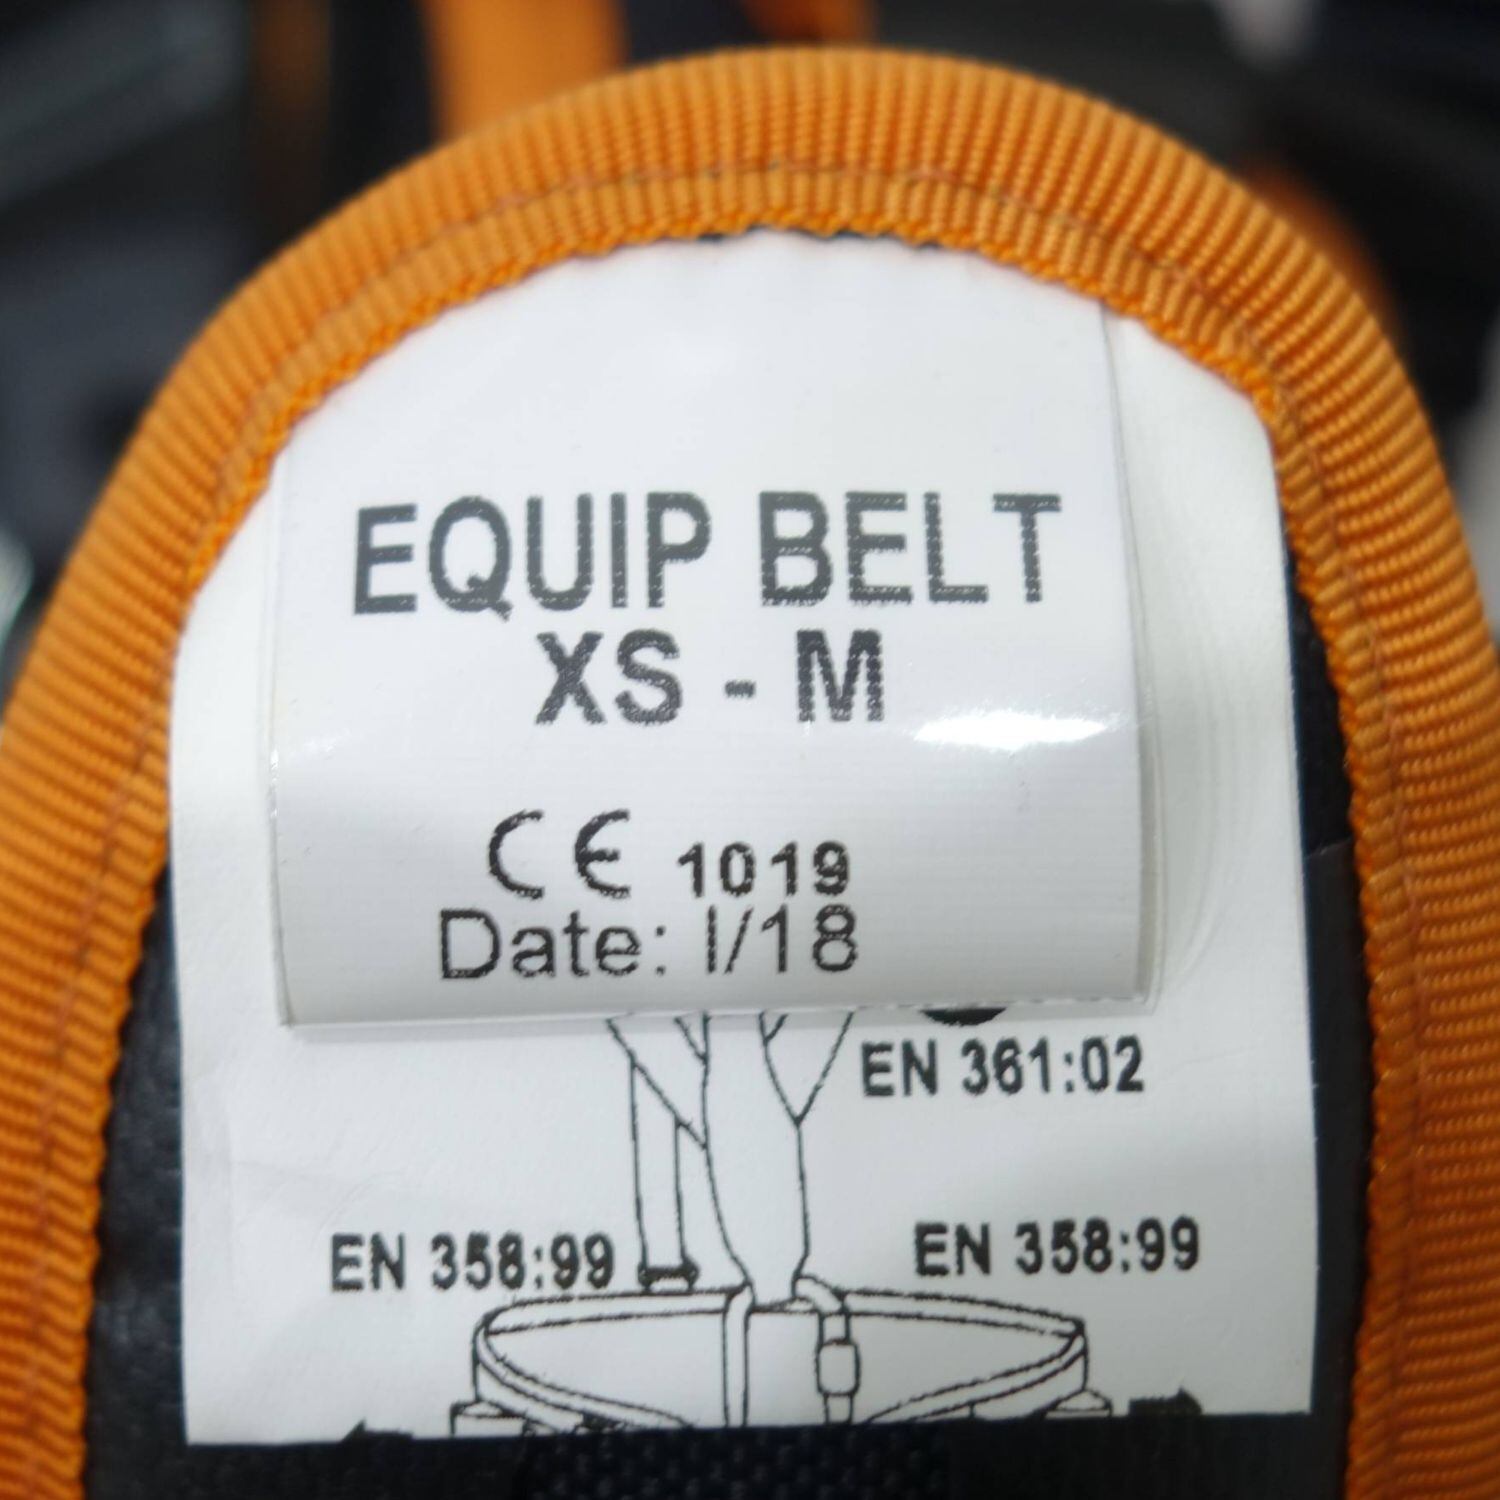 EQUIP BELT
XS - M
CE 1019
Date: I/18
EN 361:02
EN 358:99
EN 358:99